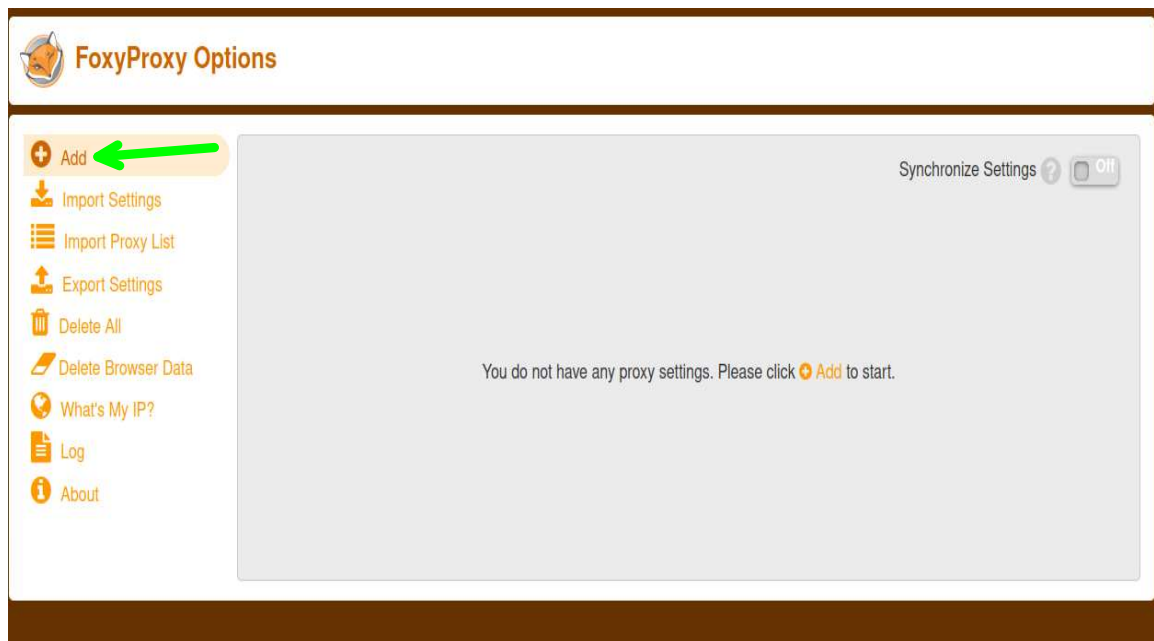 FoxyProxy Options
Add
Synchronize Settings ? Off
Import Settings
Import Proxy List
Export Settings
Delete All
Delete Browser Data
You do not have any proxy settings. Please click Add to start.
What's My IP?
Log
About